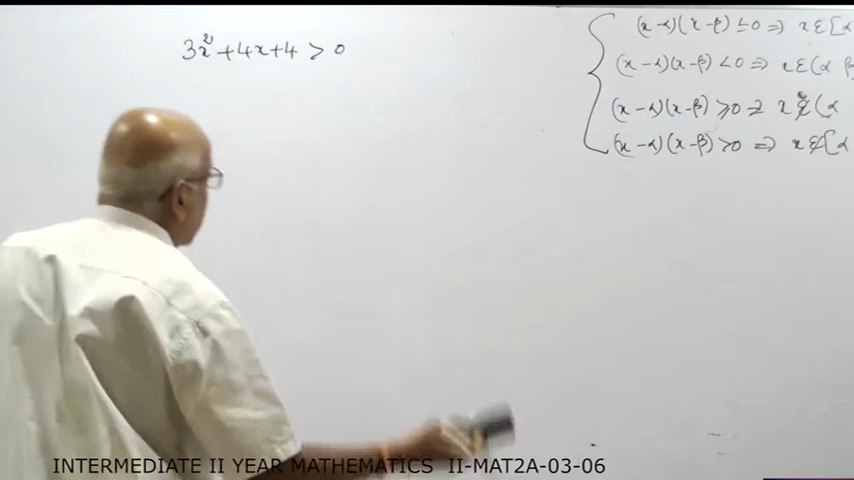 3x²+4x+4 > 0
(x-α)(x-β) ≤0 ⇒ x ε [α
(x-α)(x-β) <0 ⇒ x ε (α β
(x-α)(x-β) ≥0 ⇒ x ∉ (α
(x-α)(x-β) >0 ⇒ x ∉ [α
INTERMEDIATE II YEAR MATHEMATICS II-MAT2A-03-06